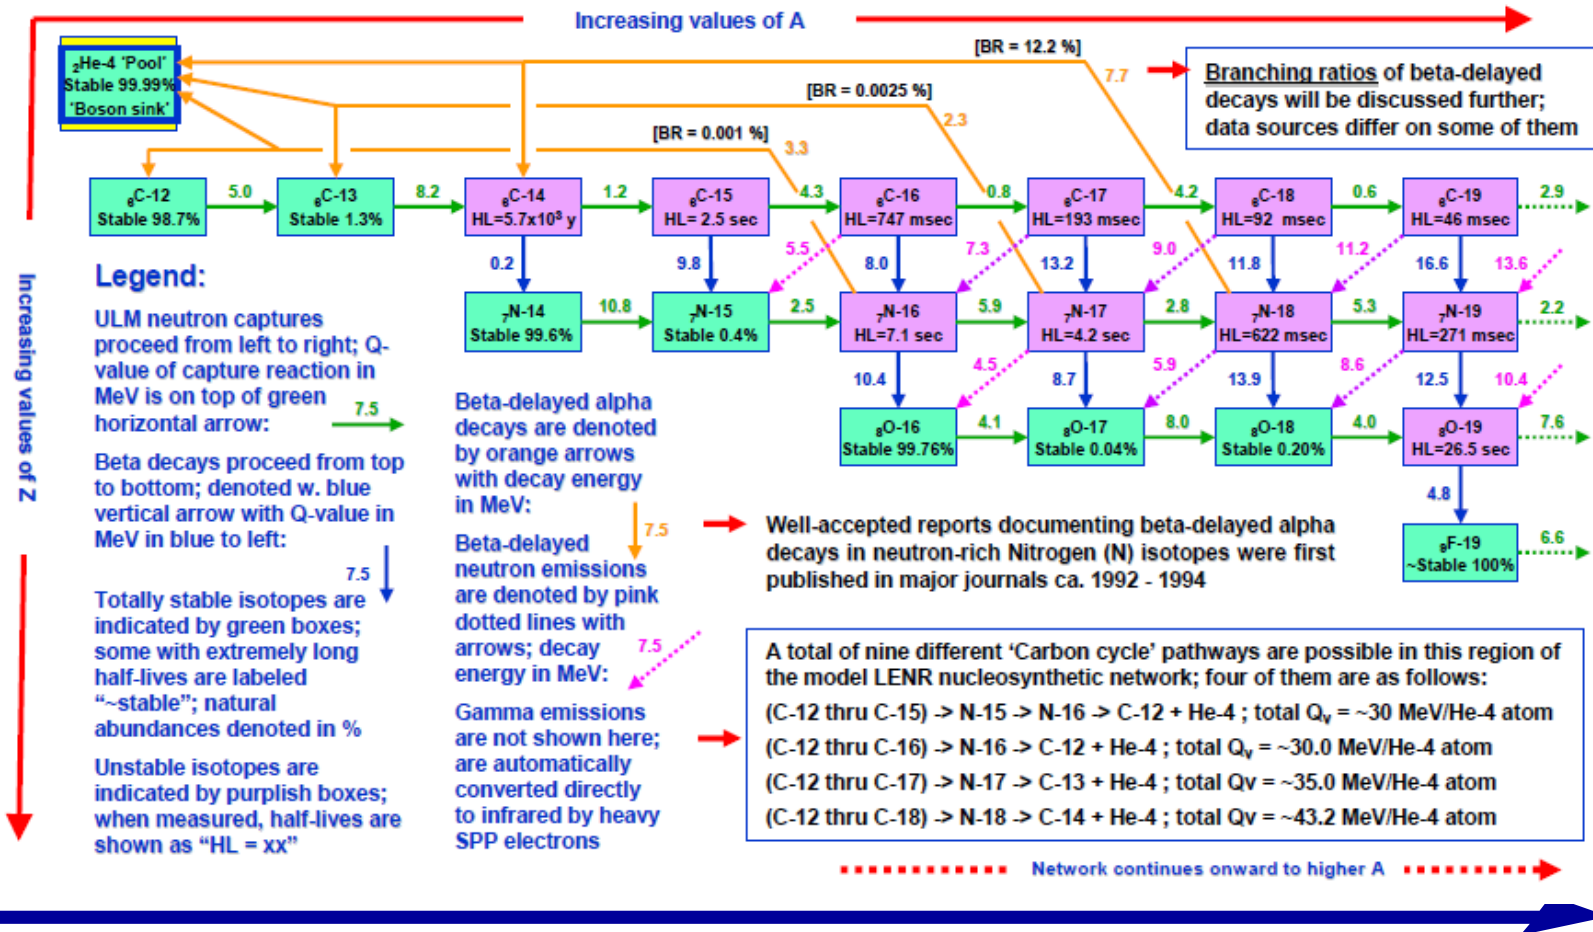 Increasing values of A
Increasing values of Z
₂He-4 'Pool'
Stable 99.99%
'Boson sink'
[BR = 12.2 %]
7.7
[BR = 0.0025 %]
2.3
[BR = 0.001 %]
3.3
Branching ratios of beta-delayed
decays will be discussed further;
data sources differ on some of them
₆C-12
Stable 98.7%
5.0
₆C-13
Stable 1.3%
8.2
₆C-14
HL=5.7x10³ y
1.2
₆C-15
HL= 2.5 sec
4.3
₆C-16
HL=747 msec
0.8
₆C-17
HL=193 msec
4.2
₆C-18
HL=92 msec
0.6
₆C-19
HL=46 msec
2.9
0.2
9.8
5.5
8.0
7.3
13.2
9.0
11.8
11.2
16.6
13.6
₇N-14
Stable 99.6%
10.8
₇N-15
Stable 0.4%
2.5
₇N-16
HL=7.1 sec
5.9
₇N-17
HL=4.2 sec
2.8
₇N-18
HL=622 msec
5.3
₇N-19
HL=271 msec
2.2
10.4
4.5
8.7
5.9
13.9
8.6
12.5
10.4
₈O-16
Stable 99.76%
4.1
₈O-17
Stable 0.04%
8.0
₈O-18
Stable 0.20%
4.0
₈O-19
HL=26.5 sec
7.6
4.8
₉F-19
~Stable 100%
6.6
Legend:
ULM neutron captures
proceed from left to right; Q-
value of capture reaction in
MeV is on top of green
horizontal arrow:
7.5
Beta decays proceed from top
to bottom; denoted w. blue
vertical arrow with Q-value in
MeV in blue to left:
7.5
Totally stable isotopes are
indicated by green boxes;
some with extremely long
half-lives are labeled
“~stable”; natural
abundances denoted in %
Unstable isotopes are
indicated by purplish boxes;
when measured, half-lives are
shown as “HL = xx”
Beta-delayed alpha
decays are denoted
by orange arrows
with decay energy
in MeV:
7.5
Beta-delayed
neutron emissions
are denoted by pink
dotted lines with
arrows; decay
energy in MeV:
7.5
Gamma emissions
are not shown here;
are automatically
converted directly
to infrared by heavy
SPP electrons
Well-accepted reports documenting beta-delayed alpha
decays in neutron-rich Nitrogen (N) isotopes were first
published in major journals ca. 1992 - 1994
A total of nine different ‘Carbon cycle’ pathways are possible in this region of
the model LENR nucleosynthetic network; four of them are as follows:
(C-12 thru C-15) -> N-15 -> N-16 -> C-12 + He-4 ; total Qᵥ = ~30 MeV/He-4 atom
(C-12 thru C-16) -> N-16 -> C-12 + He-4 ; total Qᵥ = ~30.0 MeV/He-4 atom
(C-12 thru C-17) -> N-17 -> C-13 + He-4 ; total Qv = ~35.0 MeV/He-4 atom
(C-12 thru C-18) -> N-18 -> C-14 + He-4 ; total Qv = ~43.2 MeV/He-4 atom
Network continues onward to higher A